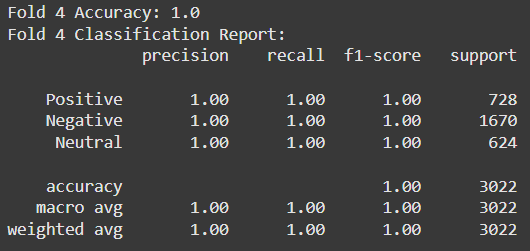 Fold 4 Accuracy: 1.0
Fold 4 Classification Report:
precision recall f1-score support
Positive 1.00 1.00 1.00 728
Negative 1.00 1.00 1.00 1670
Neutral 1.00 1.00 1.00 624
accuracy 1.00 3022
macro avg 1.00 1.00 1.00 3022
weighted avg 1.00 1.00 1.00 3022